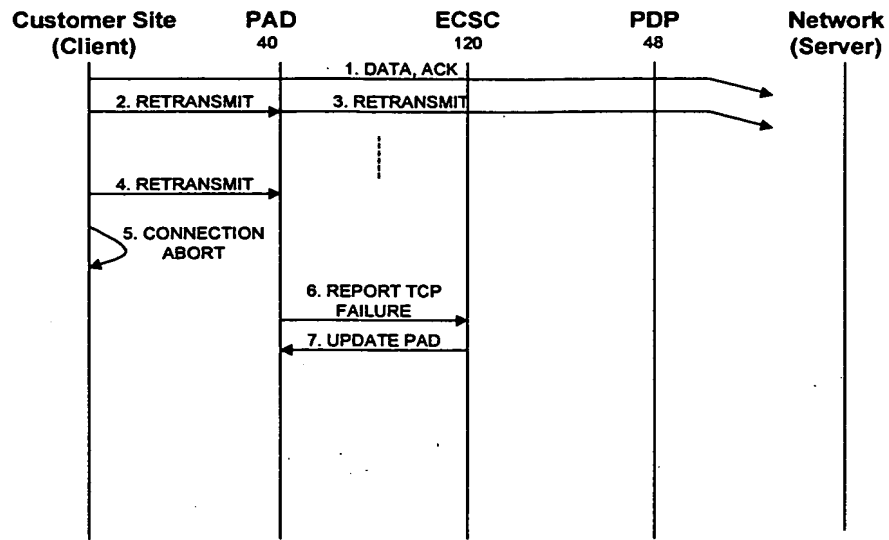 Customer Site
(Client)
PAD
40
ECSC
120
PDP
48
Network
(Server)
1. DATA, ACK
2. RETRANSMIT
3. RETRANSMIT
4. RETRANSMIT
5. CONNECTION
ABORT
6. REPORT TCP
FAILURE
7. UPDATE PAD